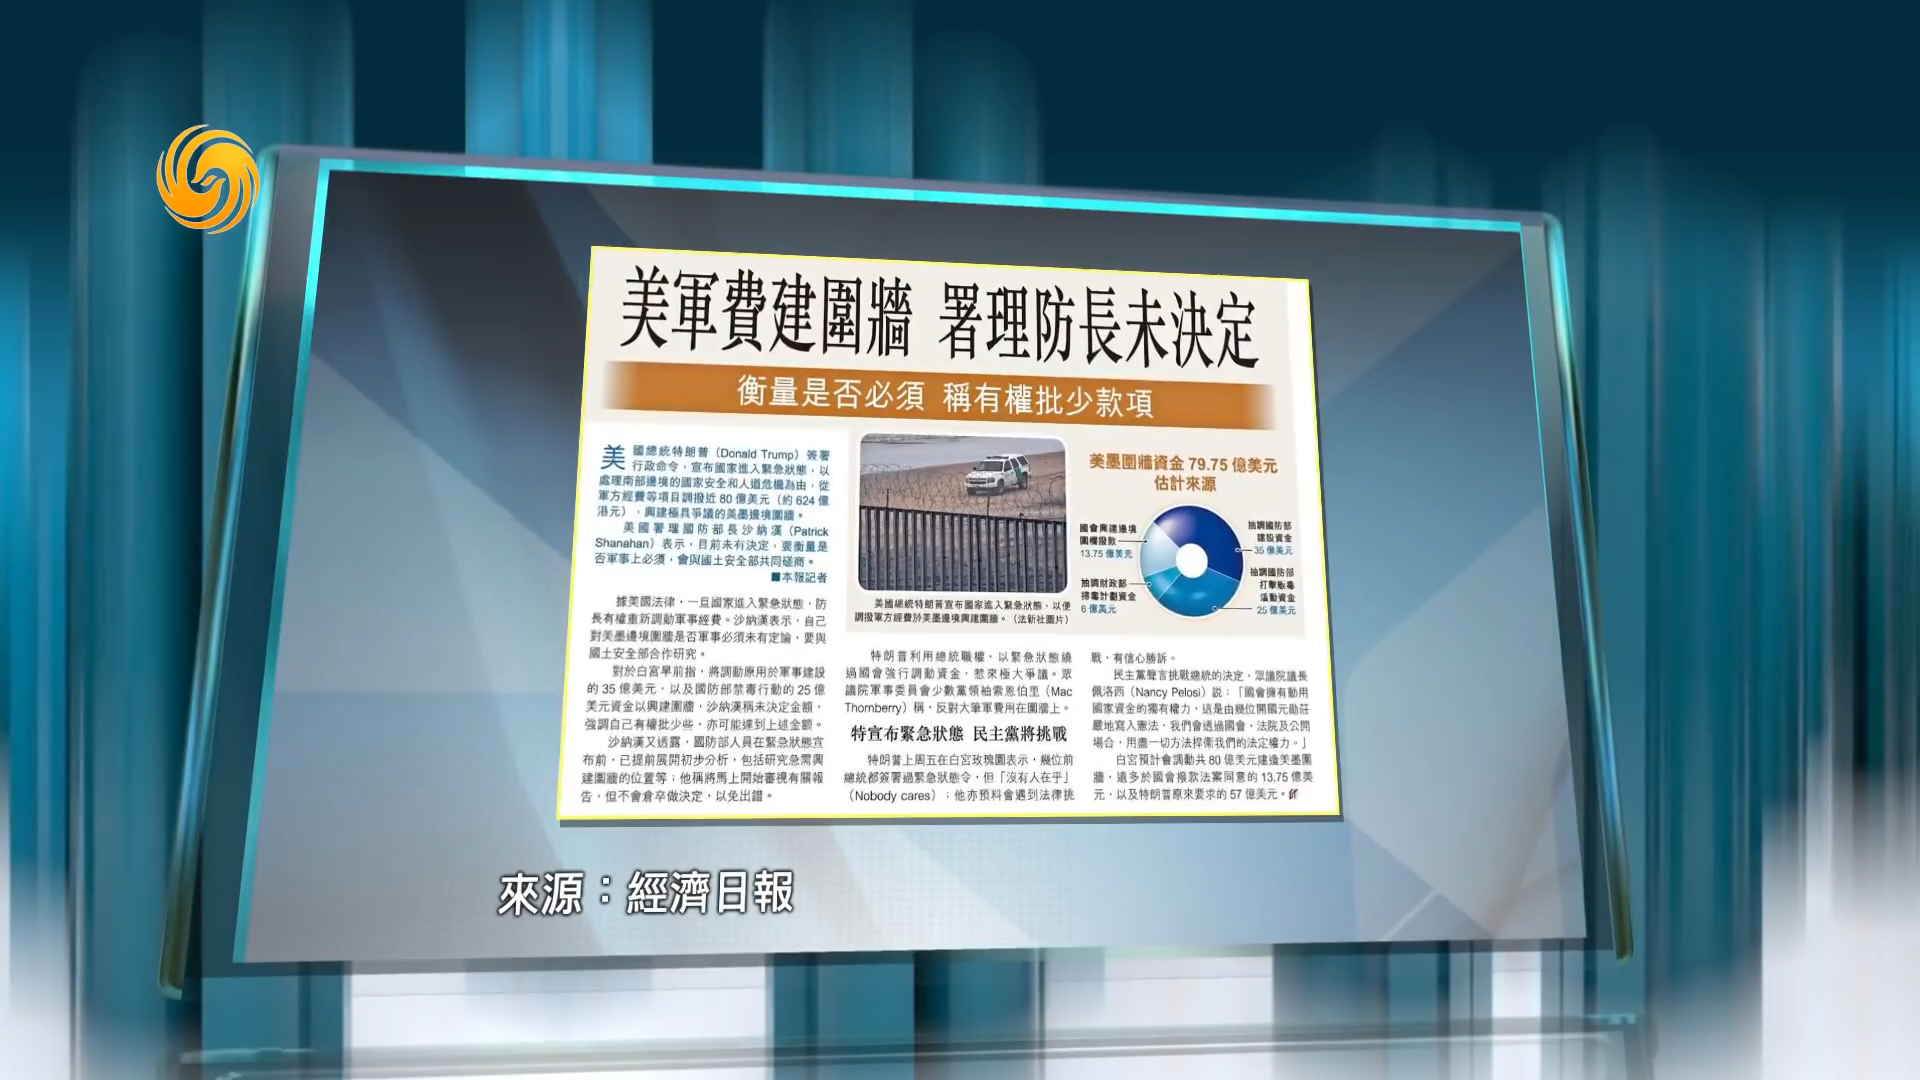 美軍費建圍牆 署理防長未決定
衡量是否必須 稱有權批少款項
美國總統特朗普（Donald Trump）簽署
行政命令，宣布國家進入緊急狀態，以
處理南部邊境的國家安全和人道危機為由，從
軍方經費等項目調撥近 80 億美元（約 624 億
港元），興建極具爭議的美墨邊境圍牆。
美國署理國防部長沙納漢（Patrick
Shanahan）表示，目前未有決定，要衡量是
否軍事上必須，會與國土安全部共同磋商。
■本報記者
據美國法律，一旦國家進入緊急狀態，防
長有權重新調動軍事經費。沙納漢表示，自己
對美墨邊境圍牆是否軍事必須未有定論，要與
國土安全部合作研究。
對於白宮早前指，將調動原用於軍事建設
的 35 億美元，以及國防部禁毒行動的 25 億
美元資金以興建圍牆，沙納漢稱未決定金額，
強調自己有權批少些，亦可能達到上述金額。
沙納漢又透露，國防部人員在緊急狀態宣
布前，已提前展開初步分析，包括研究急需興
建圍牆的位置等；他稱將馬上開始審視有關報
告，但不會倉卒做決定，以免出錯。
美國總統特朗普宣布國家進入緊急狀態，以便
調撥軍方經費於美墨邊境興建圍牆。（法新社圖片）
美墨圍牆資金 79.75 億美元
估計來源
國會興建邊境
圍欄撥款
13.75 億美元
抽調財政部
掃毒計劃資金
6 億美元
抽調國防部
建設資金
35 億美元
抽調國防部
打擊販毒
活動資金
25 億美元
特朗普利用總統職權，以緊急狀態繞
過國會強行調動資金，惹來極大爭議。眾
議院軍事委員會少數黨領袖索恩伯里（Mac
Thornberry）稱，反對大筆軍費用在圍牆上。
特宣布緊急狀態 民主黨將挑戰
特朗普上周五在白宮玫瑰園表示，幾位前
總統都簽署過緊急狀態令，但「沒有人在乎」
（Nobody cares）；他亦預料會遇到法律挑
戰，有信心勝訴。
民主黨聲言挑戰總統的決定，眾議院議長
佩洛西（Nancy Pelosi）說：「國會擁有動用
國家資金的獨有權力，這是由幾位開國元勛莊
嚴地寫入憲法，我們會透過國會、法院及公開
場合，用盡一切方法捍衛我們的法定權力。」
白宮預計會調動共 80 億美元建造美墨圍
牆，遠多於國會撥款法案同意的 13.75 億美
元，以及特朗普原來要求的 57 億美元。
來源：經濟日報